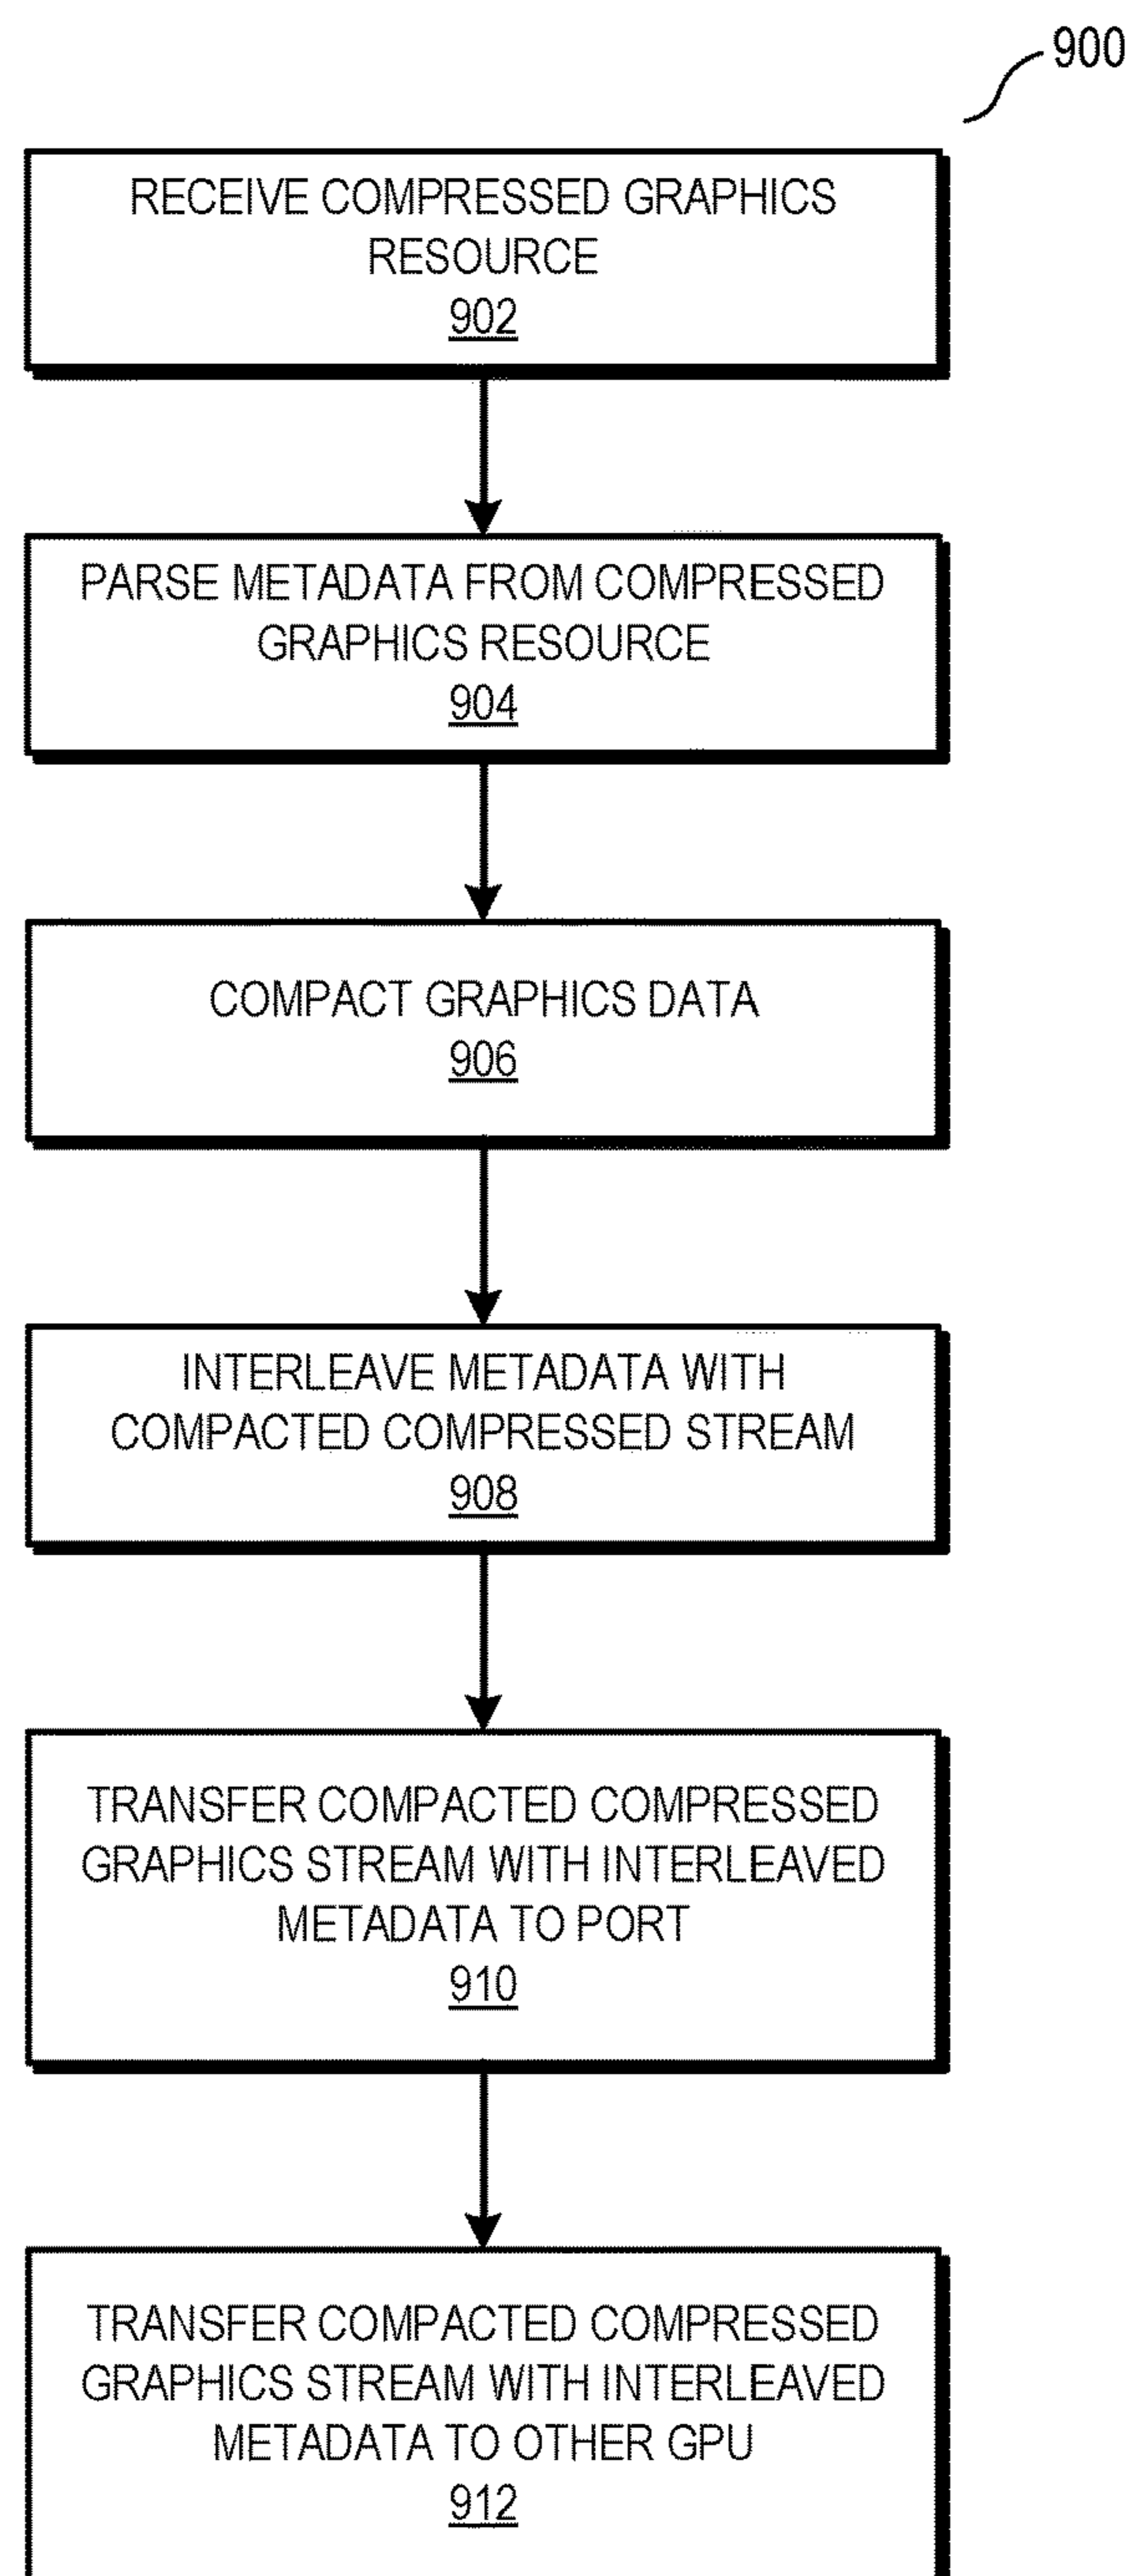 900
RECEIVE COMPRESSED GRAPHICS
RESOURCE
902
PARSE METADATA FROM COMPRESSED
GRAPHICS RESOURCE
904
COMPACT GRAPHICS DATA
906
INTERLEAVE METADATA WITH
COMPACTED COMPRESSED STREAM
908
TRANSFER COMPACTED COMPRESSED
GRAPHICS STREAM WITH INTERLEAVED
METADATA TO PORT
910
TRANSFER COMPACTED COMPRESSED
GRAPHICS STREAM WITH INTERLEAVED
METADATA TO OTHER GPU
912